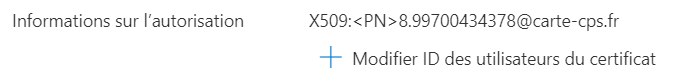 Informations sur l'autorisation X509:<PN>8.99700434378@carte-cps.fr
Modifier ID des utilisateurs du certificat